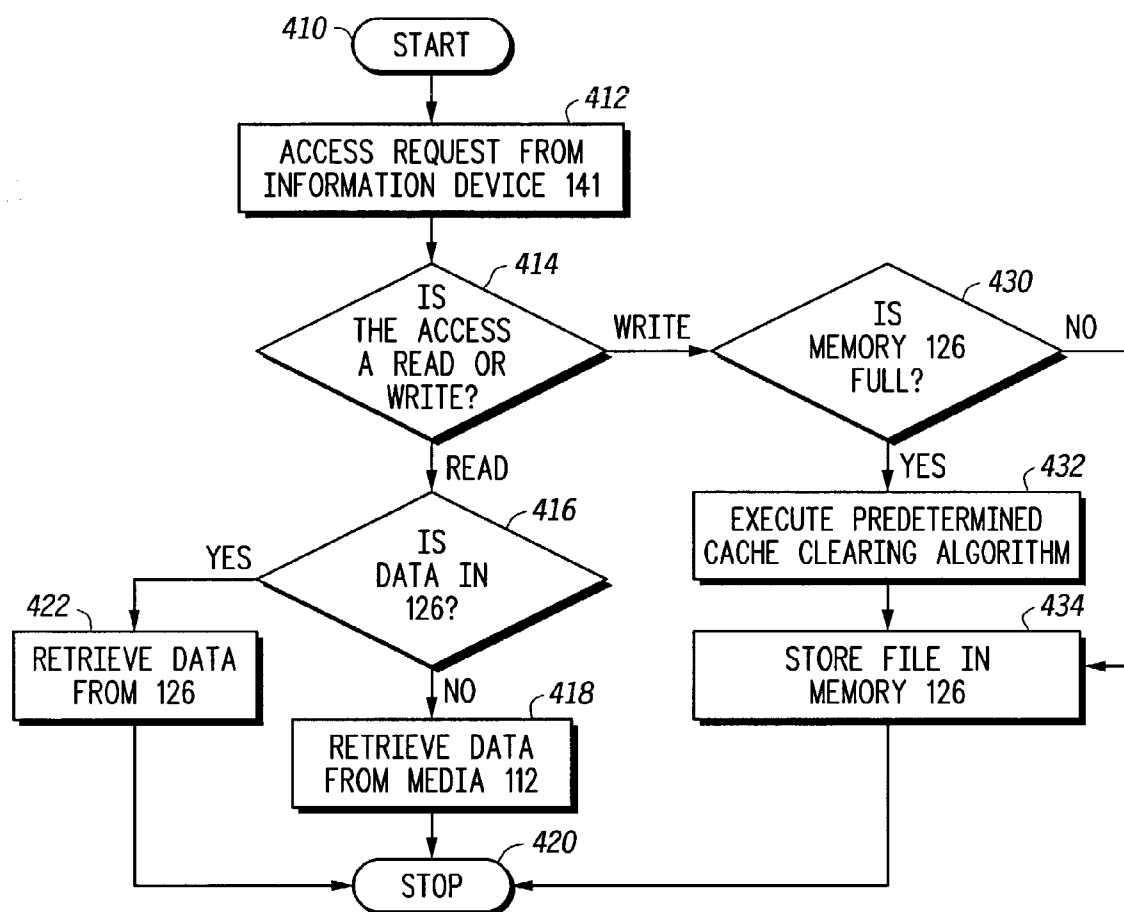 410
START
412
ACCESS REQUEST FROM
INFORMATION DEVICE 141
414
IS
THE ACCESS
A READ OR
WRITE?
WRITE
430
IS
MEMORY 126
FULL?
NO
READ
YES
416
IS
DATA IN
126?
YES
432
EXECUTE PREDETERMINED
CACHE CLEARING ALGORITHM
422
RETRIEVE DATA
FROM 126
NO
418
RETRIEVE DATA
FROM MEDIA 112
434
STORE FILE IN
MEMORY 126
420
STOP